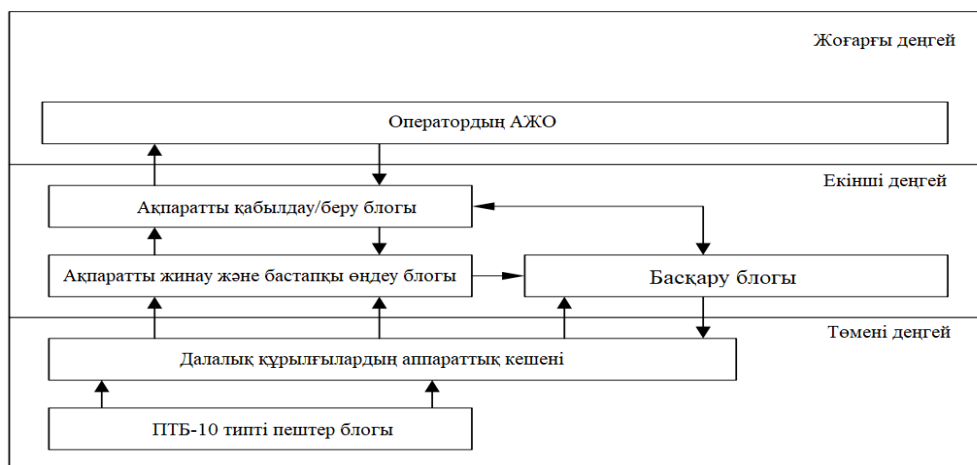 Жоғарғы деңгей
Оператордың АЖО
Екінші деңгей
Ақпаратты қабылдау/беру блогы
Ақпаратты жинау және бастапқы өңдеу блогы
Басқару блогы
Төмені деңгей
Далалық құрылғылардың аппараттық кешені
ПТБ-10 типті пештер блогы